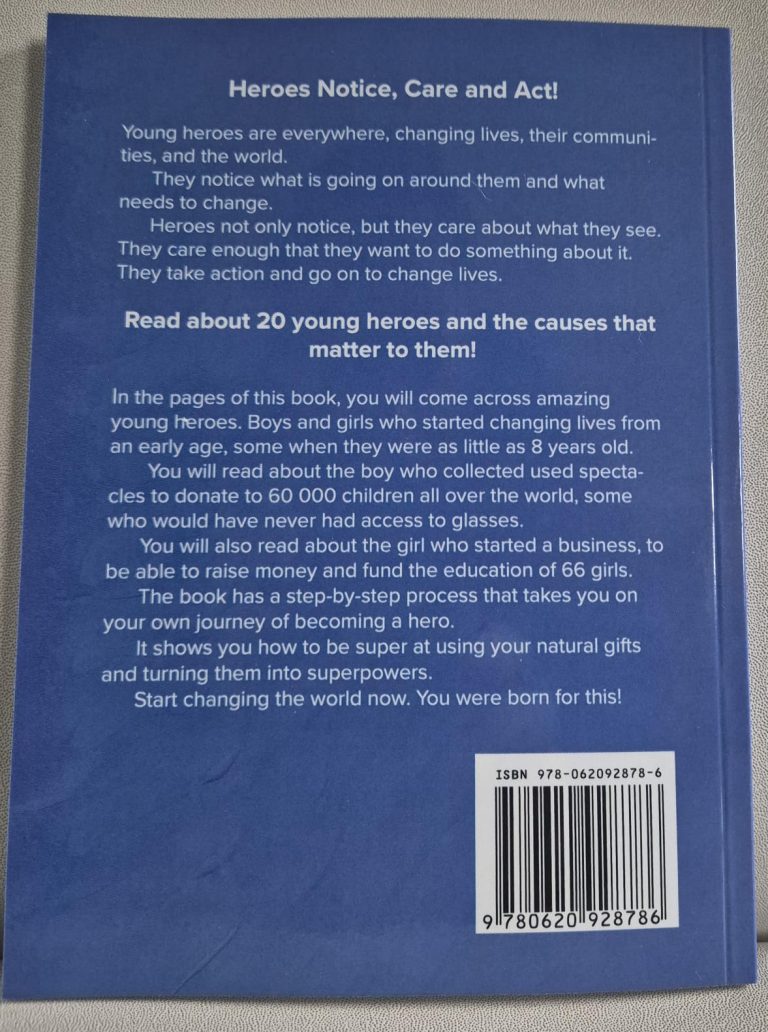 Heroes Notice, Care and Act!
Young heroes are everywhere, changing lives, their communi-
ties, and the world.
They notice what is going on around them and what
needs to change.
Heroes not only notice, but they care about what they see.
They care enough that they want to do something about it.
They take action and go on to change lives.
Read about 20 young heroes and the causes that
matter to them!
In the pages of this book, you will come across amazing
young heroes. Boys and girls who started changing lives from
an early age, some when they were as little as 8 years old.
You will read about the boy who collected used specta-
cles to donate to 60 000 children all over the world, some
who would have never had access to glasses.
You will also read about the girl who started a business, to
be able to raise money and fund the education of 66 girls.
The book has a step-by-step process that takes you on
your own journey of becoming a hero.
It shows you how to be super at using your natural gifts
and turning them into superpowers.
Start changing the world now. You were born for this!
ISBN 978-062092878-6
9 780620 928786